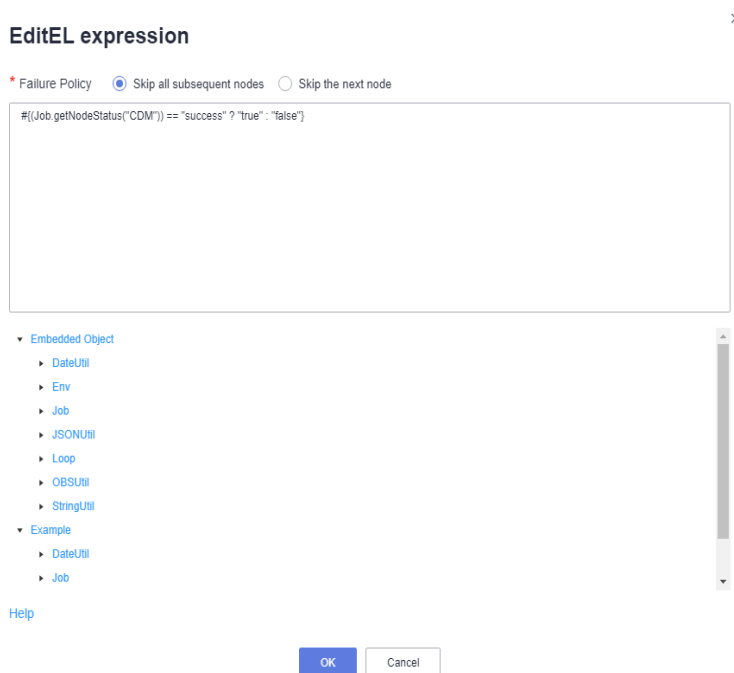 EditEL expression
* Failure Policy Skip all subsequent nodes Skip the next node
#{(Job.getNodeStatus("CDM")) == "success" ? "true" : "false"}
Embedded Object
DateUtil
Env
Job
JSONUtil
Loop
OBSUtil
StringUtil
Example
DateUtil
Job
Help
OK Cancel